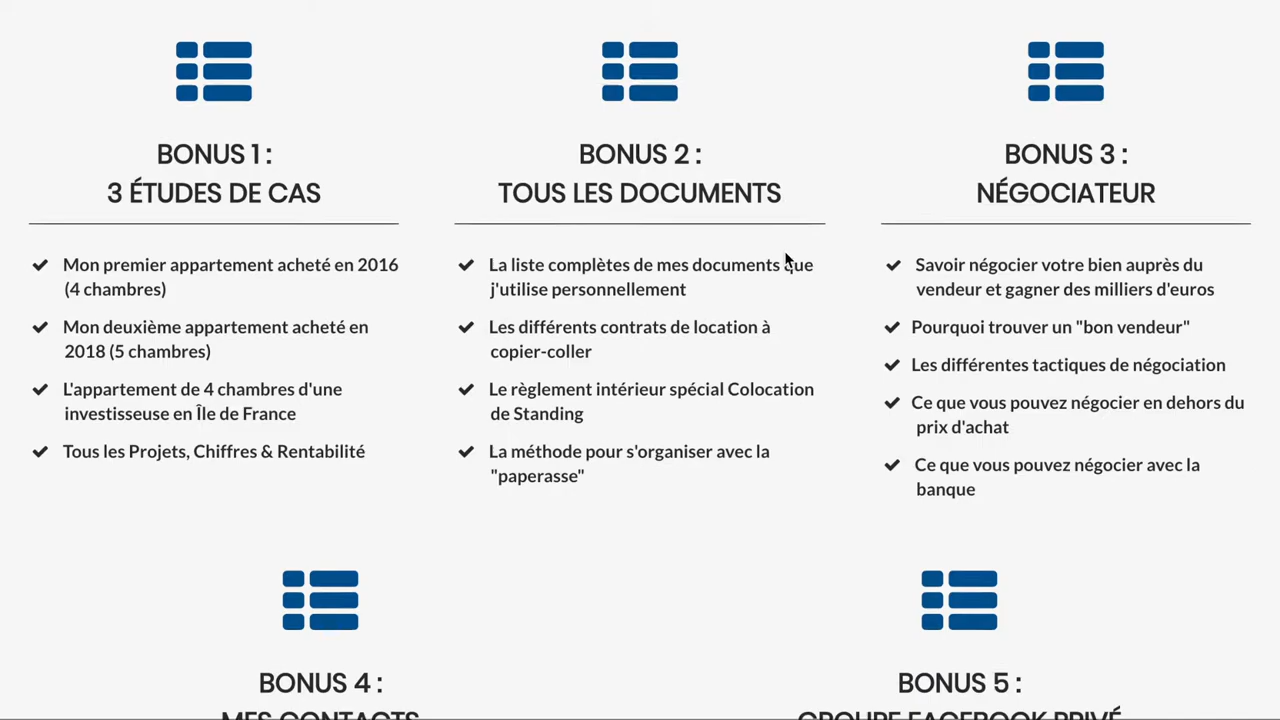 BONUS 1 :
3 ÉTUDES DE CAS
Mon premier appartement acheté en 2016
(4 chambres)
Mon deuxième appartement acheté en
2018 (5 chambres)
L'appartement de 4 chambres d'une
investisseuse en Île de France
Tous les Projets, Chiffres & Rentabilité
BONUS 2 :
TOUS LES DOCUMENTS
La liste complètes de mes documents que
j'utilise personnellement
Les différents contrats de location à
copier-coller
Le règlement intérieur spécial Colocation
de Standing
La méthode pour s'organiser avec la
"paperasse"
BONUS 3 :
NÉGOCIATEUR
Savoir négocier votre bien auprès du
vendeur et gagner des milliers d'euros
Pourquoi trouver un "bon vendeur"
Les différentes tactiques de négociation
Ce que vous pouvez négocier en dehors du
prix d'achat
Ce que vous pouvez négocier avec la
banque
BONUS 4 :
MES CONTACTS
BONUS 5 :
GROUPE FACEBOOK PRIVÉ